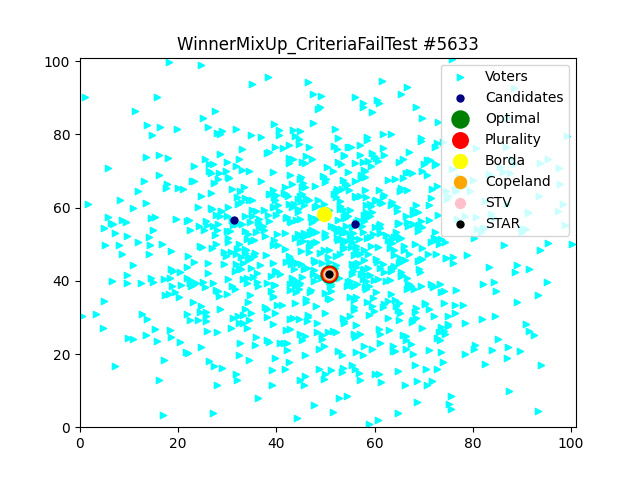 WinnerMixUp_CriteriaFailTest #5633
100
80
60
40
20
0
0
20
40
60
80
100
Voters
Candidates
Optimal
Plurality
Borda
Copeland
STV
STAR